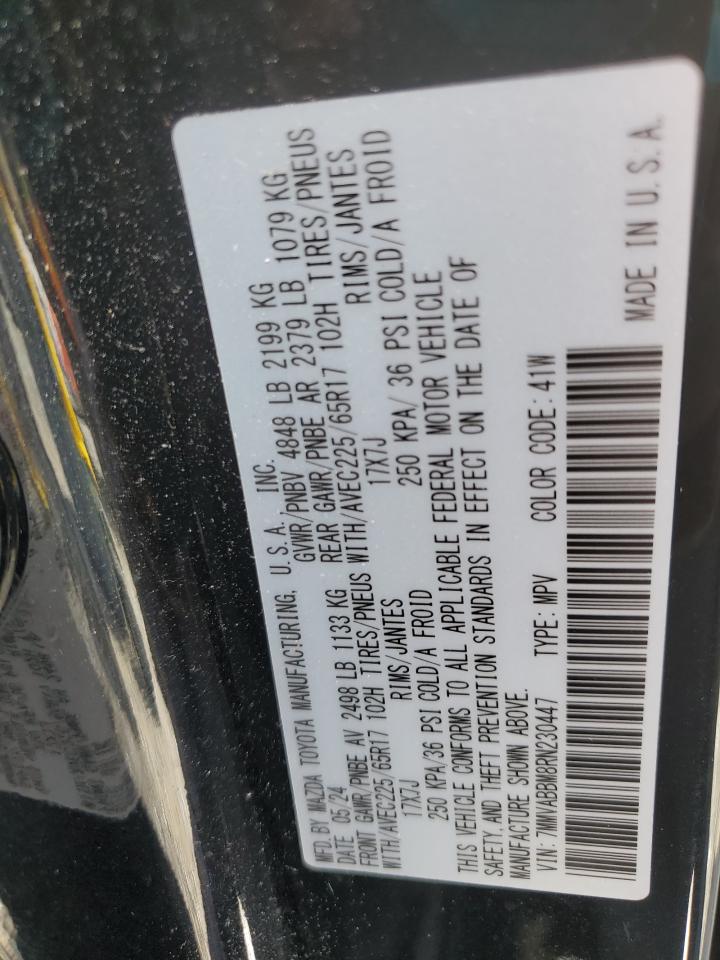 MFD. BY MAZDA TOYOTA MANUFACTURING, U.S.A., INC.
DATE 05/24 GVWR/PNBV 4848 LB 2199 KG
FRONT GAWR/PNBE AV 2498 LB 1133 KG REAR GAWR/PNBE AR 2379 LB 1079 KG
WITH/AVEC225/65R17 102H TIRES/PNEUS WITH/AVEC225/65R17 102H TIRES/PNEUS
17X7J RIMS/JANTES 17X7J RIMS/JANTES
250 KPA/36 PSI COLD/A FROID 250 KPA/ 36 PSI COLD/A FROID
THIS VEHICLE CONFORMS TO ALL APPLICABLE FEDERAL MOTOR VEHICLE
SAFETY,AND THEFT PREVENTION STANDARDS IN EFFECT ON THE DATE OF
MANUFACTURE SHOWN ABOVE.
VIN: 7MMVABBM8RN230447 TYPE: MPV COLOR CODE: 41W
MADE IN U.S.A.